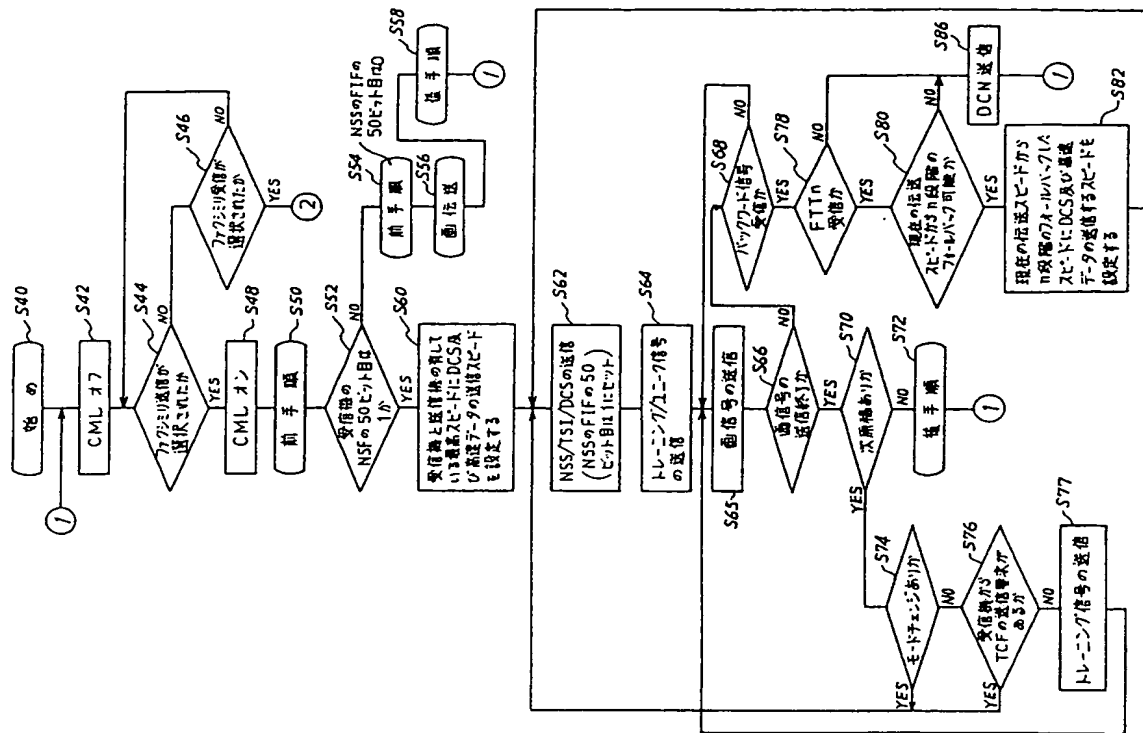 S40
始め
①
S42
CML オフ
S44
ファクシミリ送信が
選択されたか
NO
YES
S46
ファクシミリ受信が
選択されたか
NO
YES
②
S48
CML オン
S50
前手順
S52
受信機の
NSFの50ビット目は
1か
NO
YES
S54
前手順
NSSのFIFの
50ビット目は0
S56
画伝送
S58
後手順
①
S60
受信機と送信機の有して
いる最高スピードにDCS及
び高速データの送信スピード
を設定する
S62
NSS/TSI/DCSの送信
(NSSのFIFの50
ビット目は1にセット)
S64
トレーニング/ユニーク信号
の送信
S65
画信号の送信
S66
画信号の
送信終了か
NO
YES
S68
バックワード信号
受信か
NO
YES
S70
次原稿ありか
YES
NO
S72
後手順
①
S74
モードチェンジありか
YES
NO
S76
受信機から
TCFの送信要求が
あるか
YES
NO
S77
トレーニング信号の送信
S78
FTTn
受信か
NO
YES
S80
現在の伝送
スピードからn段階の
フォールバック可能か
NO
YES
S82
現在の伝送スピードから
n段階のフォールバックした
スピードにDCS及び高速
データの送信するスピードを
設定する
S86
DCN送信
①